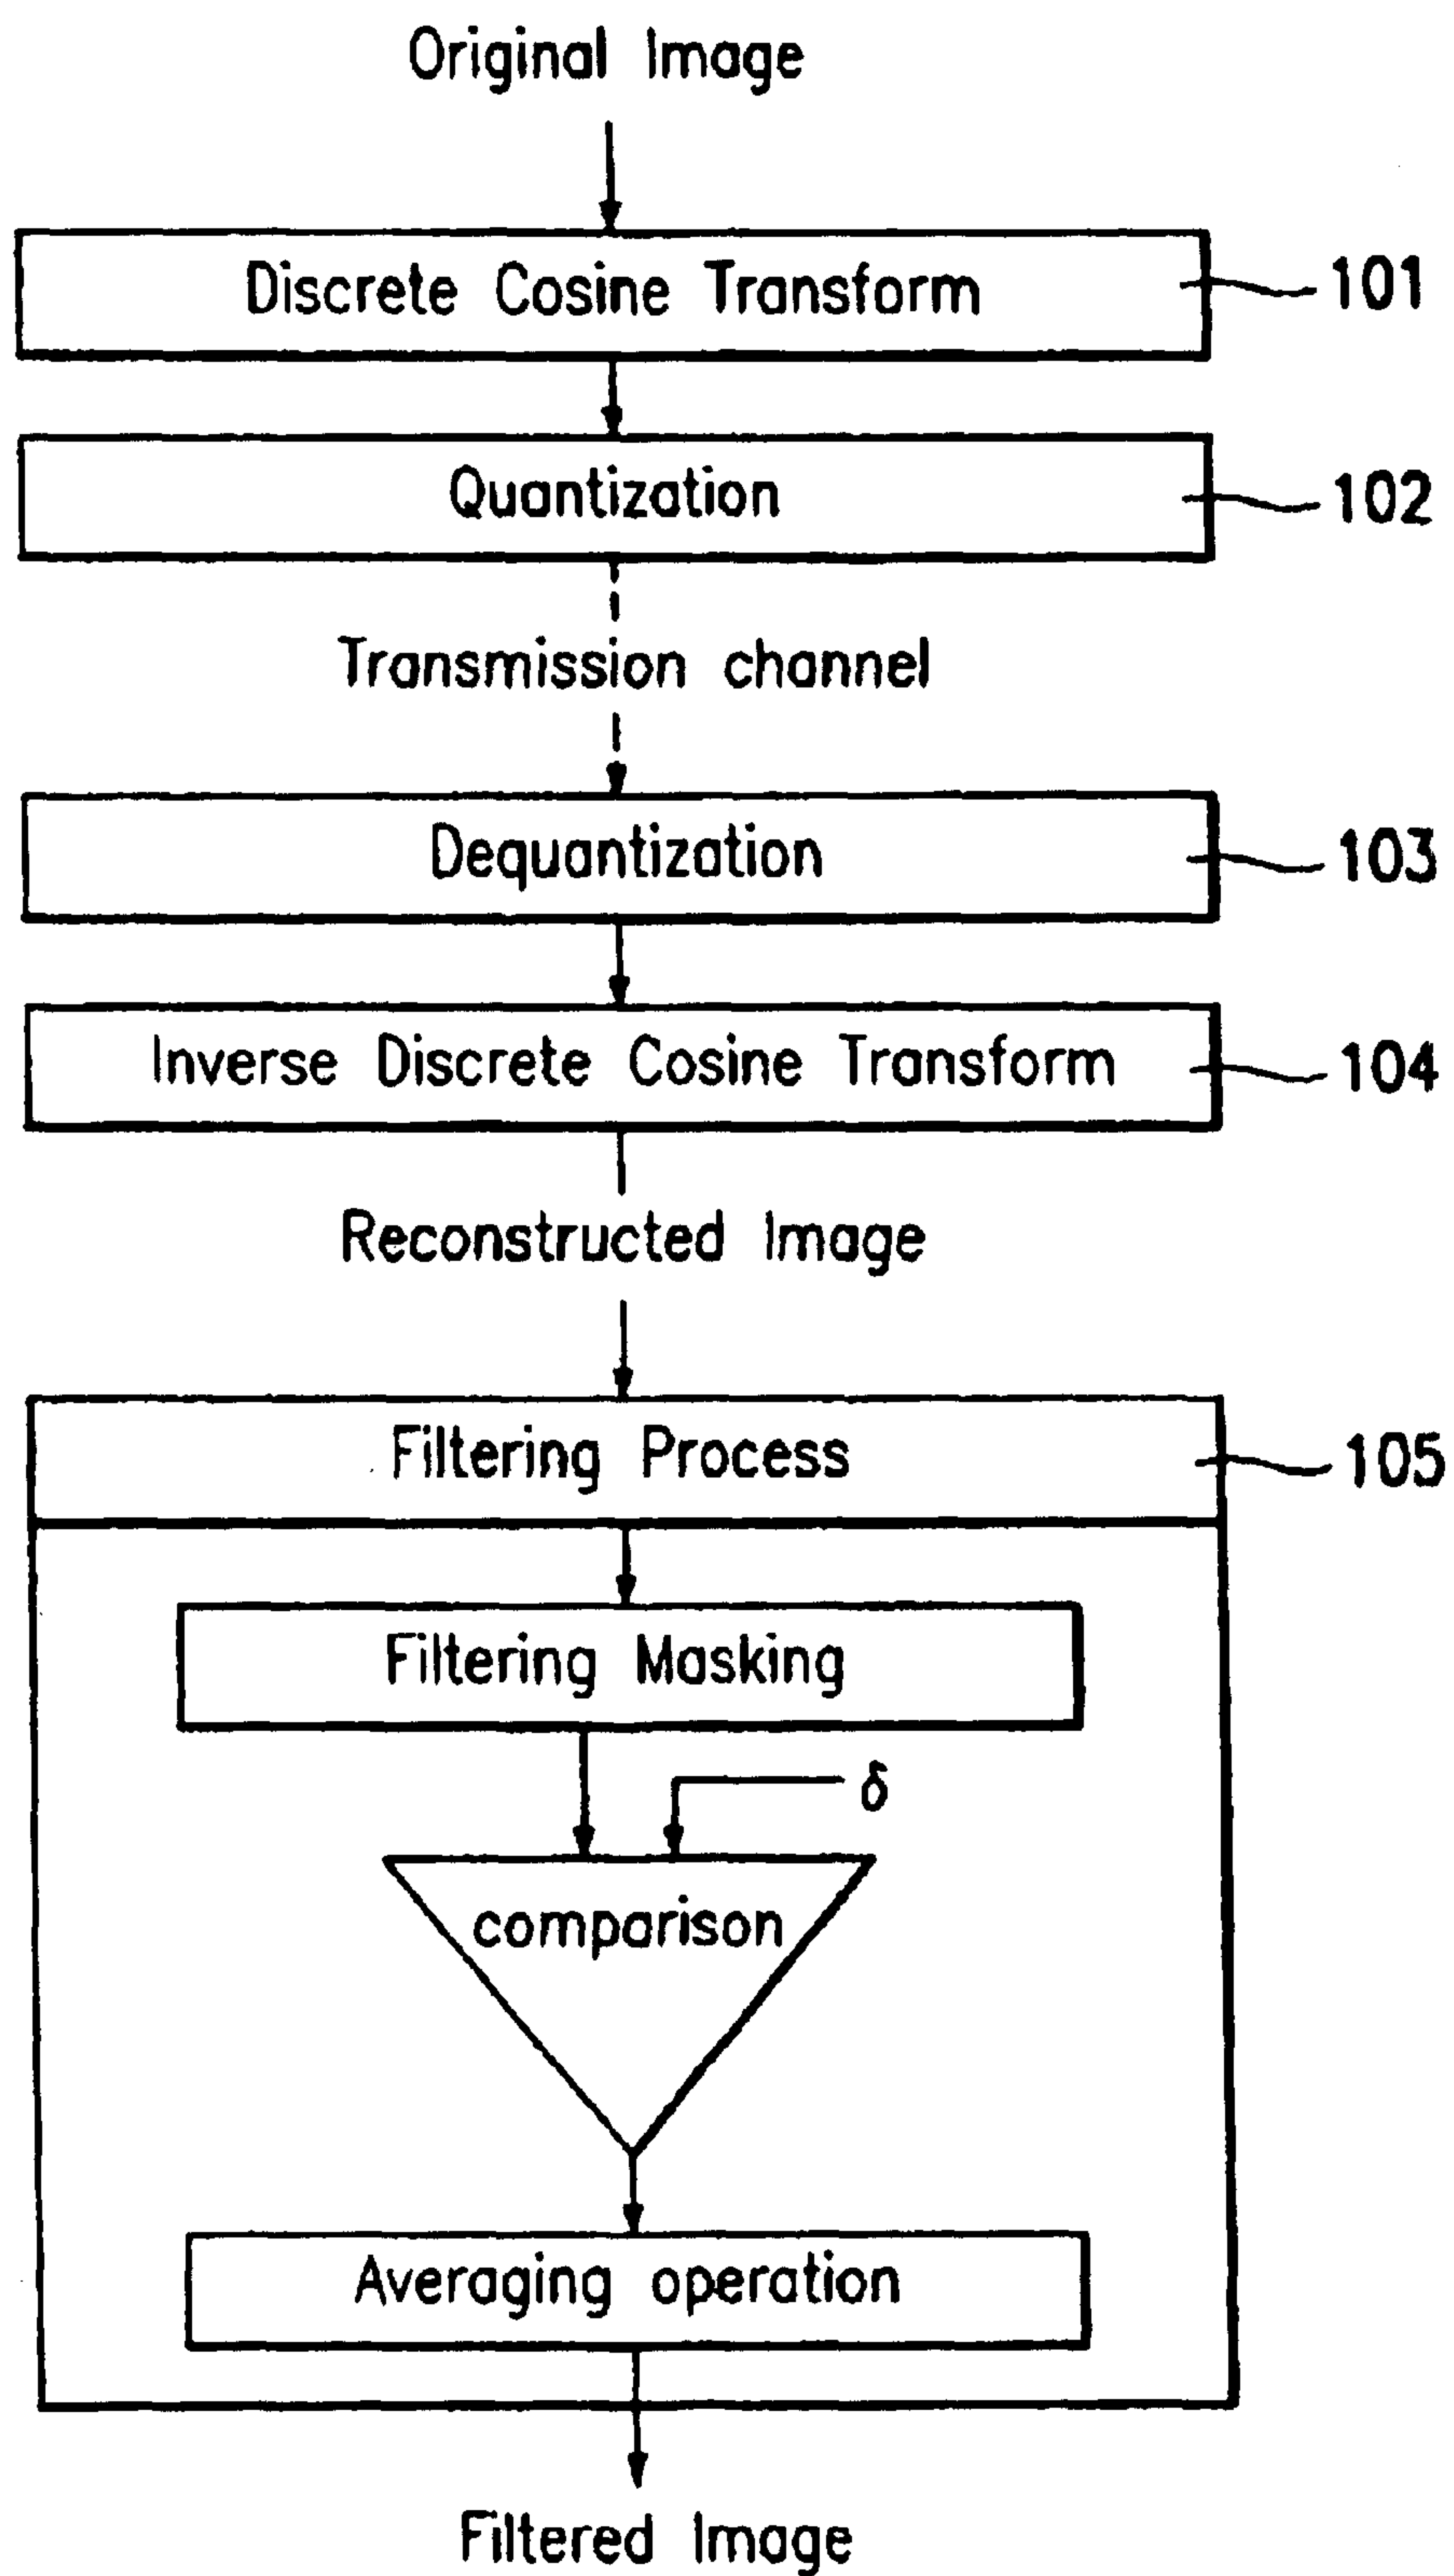 Original Image
Discrete Cosine Transform
101
Quantization
102
Transmission channel
Dequantization
103
Inverse Discrete Cosine Transform
104
Reconstructed Image
Filtering Process
105
Filtering Masking
δ
comparison
Averaging operation
Filtered Image